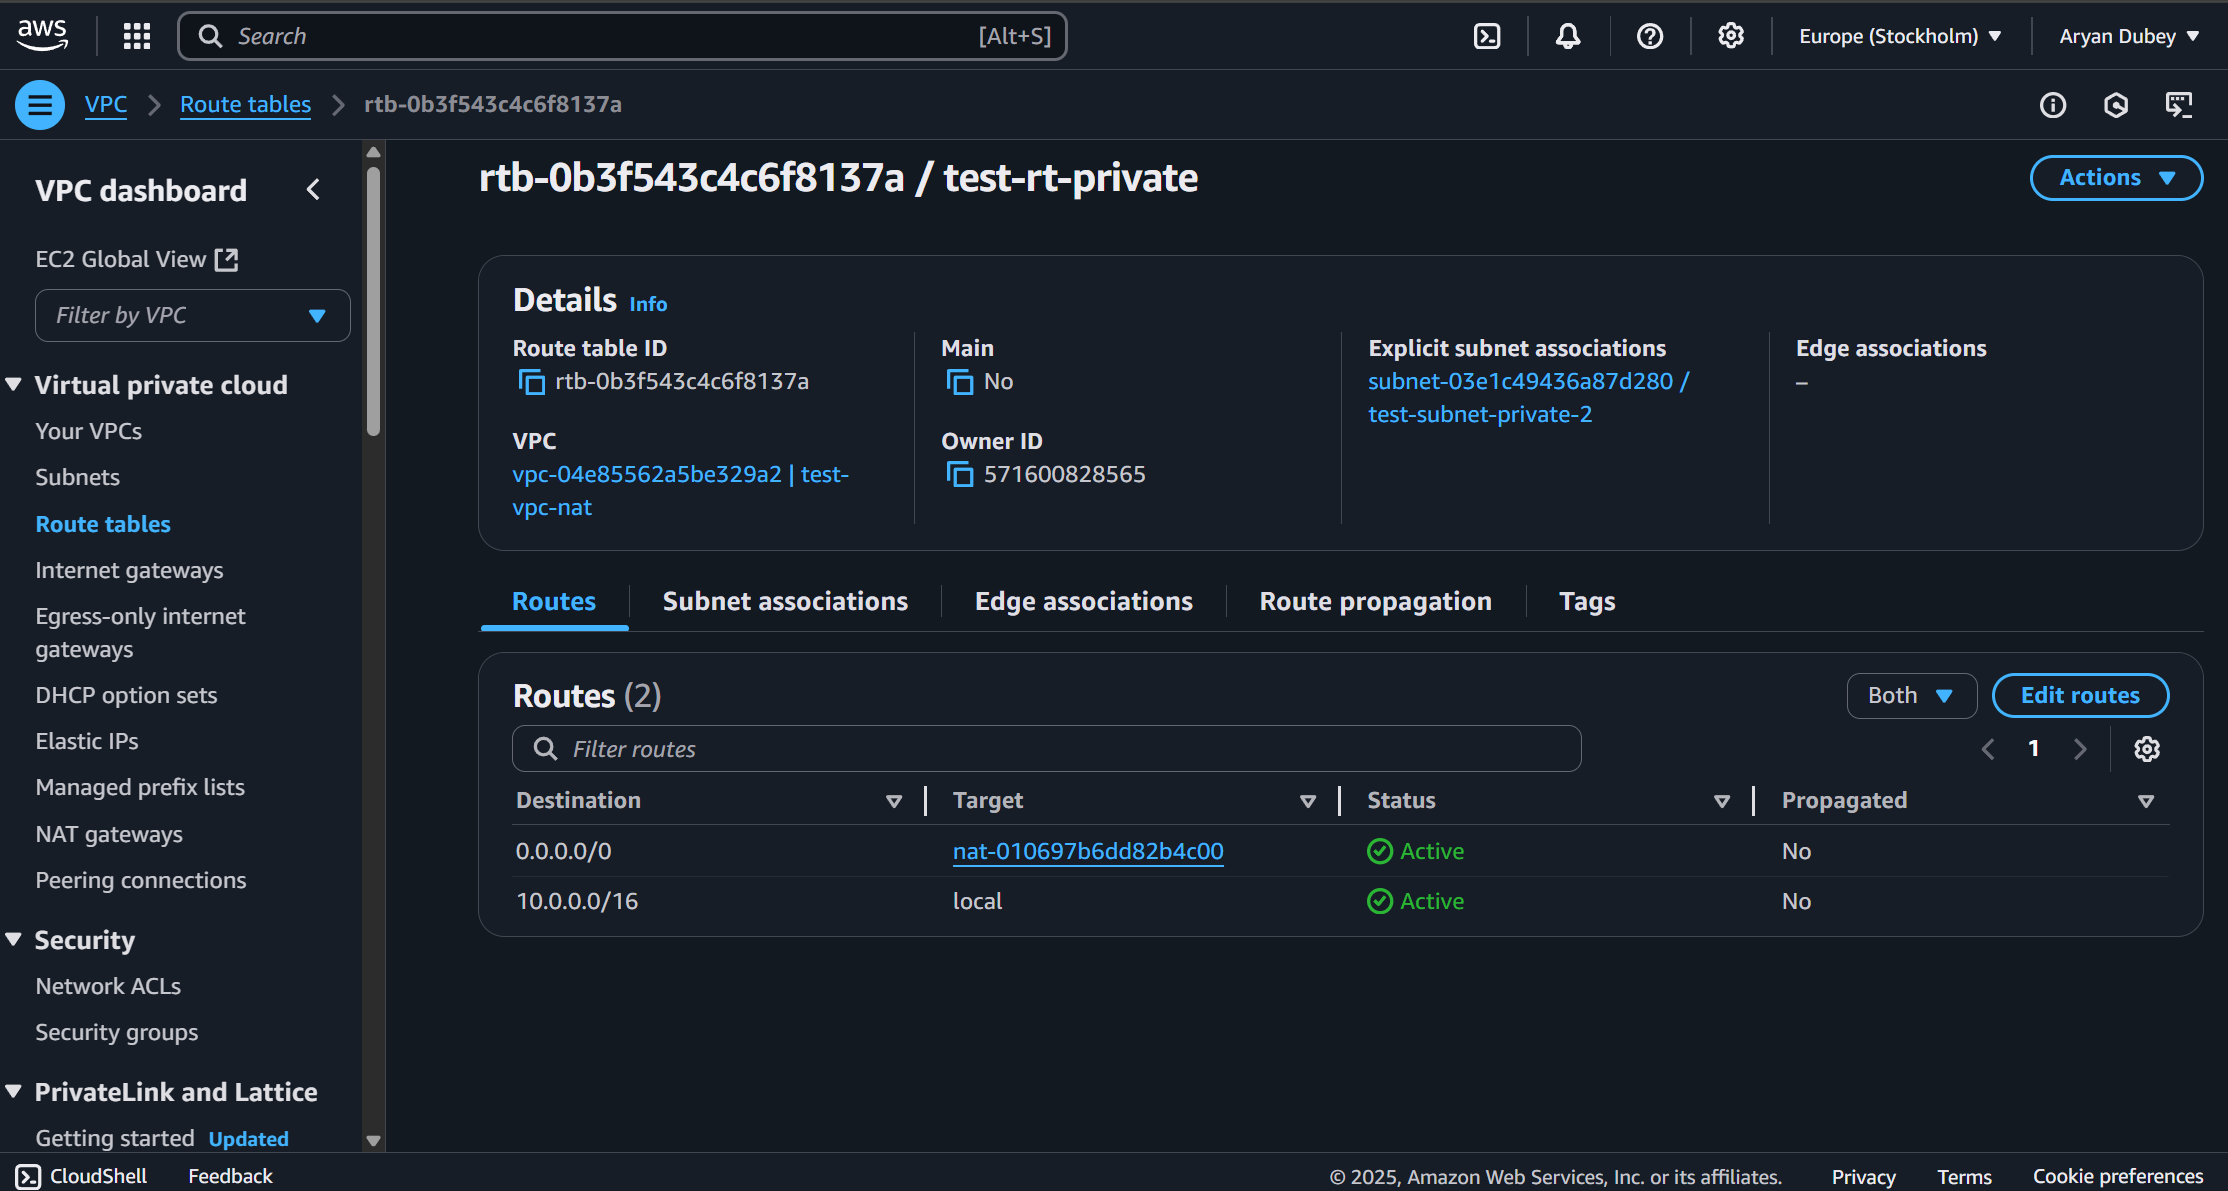 aws
Search
[Alt+S]
Europe (Stockholm)
Aryan Dubey
VPC
Route tables
rtb-0b3f543c4c6f8137a
VPC dashboard
EC2 Global View
Filter by VPC
Virtual private cloud
Your VPCs
Subnets
Route tables
Internet gateways
Egress-only internet
gateways
DHCP option sets
Elastic IPs
Managed prefix lists
NAT gateways
Peering connections
Security
Network ACLs
Security groups
PrivateLink and Lattice
Getting started Updated
rtb-0b3f543c4c6f8137a / test-rt-private
Actions
Details Info
Route table ID
rtb-0b3f543c4c6f8137a
VPC
vpc-04e85562a5be329a2 | test-
vpc-nat
Main
No
Owner ID
571600828565
Explicit subnet associations
subnet-03e1c49436a87d280 /
test-subnet-private-2
Edge associations
–
Routes
Subnet associations
Edge associations
Route propagation
Tags
Routes (2)
Both
Edit routes
Filter routes
1
Destination Target Status Propagated
0.0.0.0/0 nat-010697b6dd82b4c00 Active No
10.0.0.0/16 local Active No
CloudShell
Feedback
© 2025, Amazon Web Services, Inc. or its affiliates.
Privacy
Terms
Cookie preferences